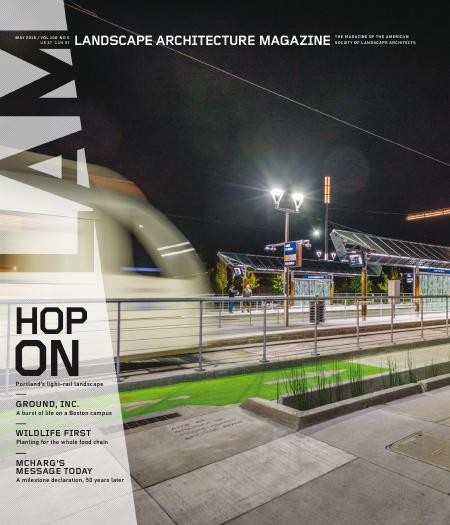 MAY 2016 / VOL 106 NO 5
US $7 CAN $9
LANDSCAPE ARCHITECTURE MAGAZINE
THE MAGAZINE OF THE AMERICAN
SOCIETY OF LANDSCAPE ARCHITECTS
LAM
HOP
ON
Portland's light-rail landscape
GROUND, INC.
A burst of life on a Boston campus
WILDLIFE FIRST
Planting for the whole food chain
MCHARG'S
MESSAGE TODAY
A milestone declaration, 50 years later